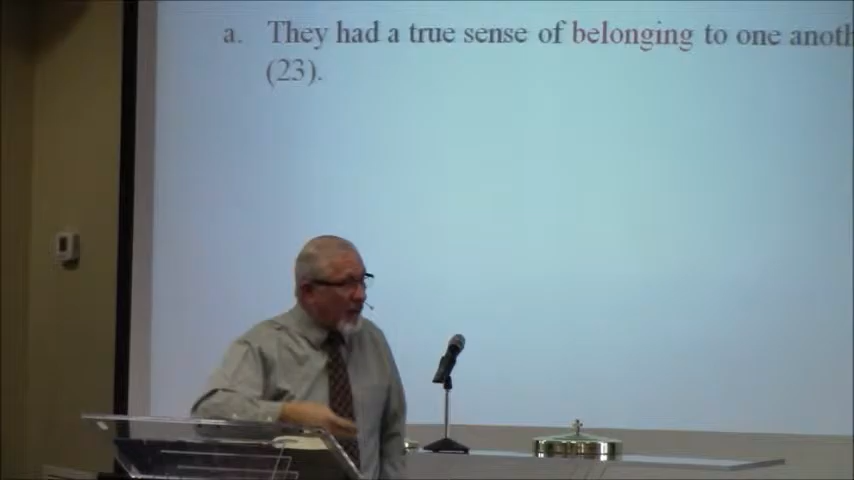 a. They had a true sense of belonging to one anoth
(23).